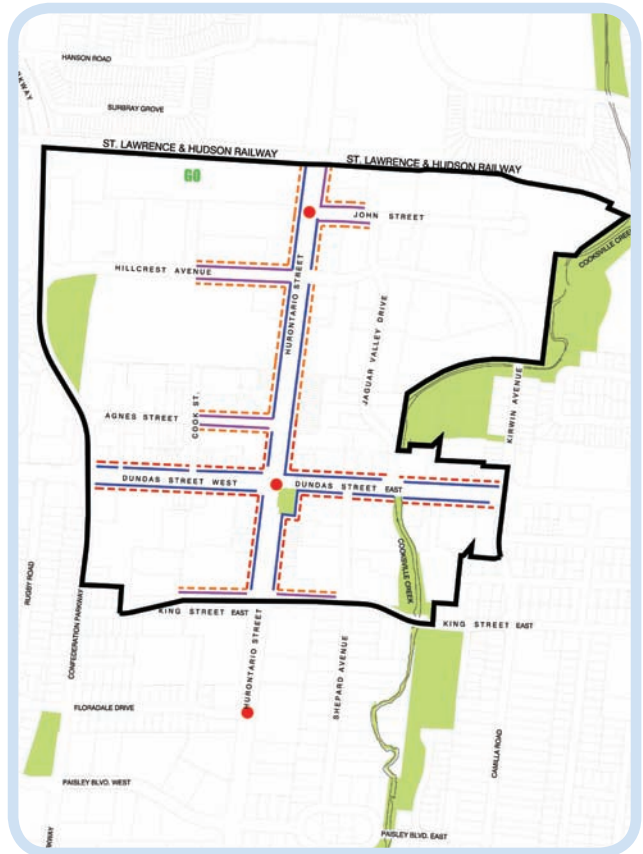 HANSON ROAD
RKWAY
SURBRAY GROVE
ST. LAWRENCE & HUDSON RAILWAY
ST. LAWRENCE & HUDSON RAILWAY
GO
JOHN STREET
COOKSVILLE CREEK
HILLCREST AVENUE
HURONTARIO STREET
JAGUAR VALLEY DRIVE
KIRWIN AVENUE
AGNES STREET
COOK ST.
DUNDAS STREET WEST
DUNDAS STREET EAST
COOKSVILLE CREEK
RUGBY ROAD
CONFEDERATION PARKWAY
KING STREET EAST
KING STREET EAST
HURONTARIO STREET
SHEPARD AVENUE
FLORADALE DRIVE
CAMILLA ROAD
PAISLEY BLVD. WEST
KWAY
PAISLEY BLVD. EAST